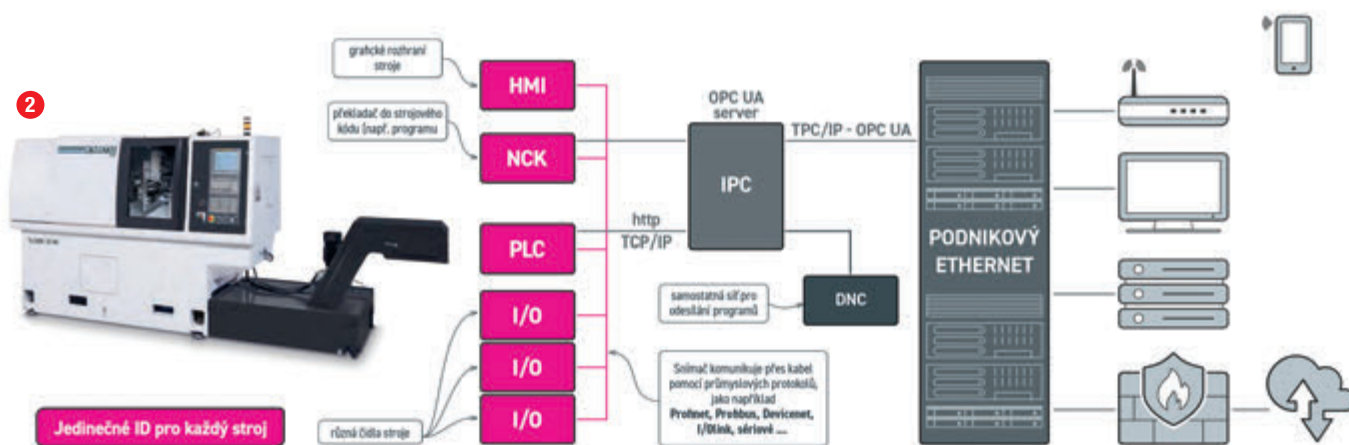 2
grafické rozhraní
stroje
HMI
překladač do strojového
kódu (např. programu
NCK
OPC UA
server
TPC/IP - OPC UA
IPC
http
TCP/IP
PLC
PODNIKOVÝ
ETHERNET
samostatná síť pro
odesílání programů
DNC
I/O
I/O
I/O
Snímač komunikuje přes kabel
pomocí průmyslových protokolů,
jako například
Profinet, Profibus, Devicenet,
I/Olink, sériové ....
Jedinečné ID pro každý stroj
různá čidla stroje